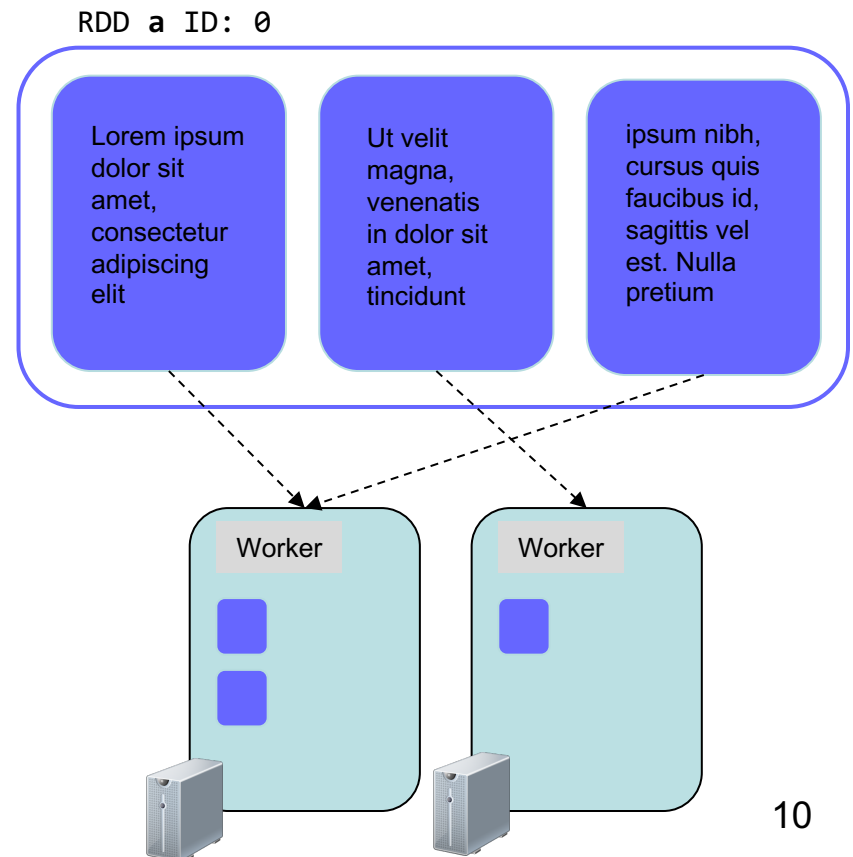 RDD a ID: 0
Lorem ipsum
dolor sit
amet,
consectetur
adipiscing
elit
Ut velit
magna,
venenatis
in dolor sit
amet,
tincidunt
ipsum nibh,
cursus quis
faucibus id,
sagittis vel
est. Nulla
pretium
Worker
Worker
10